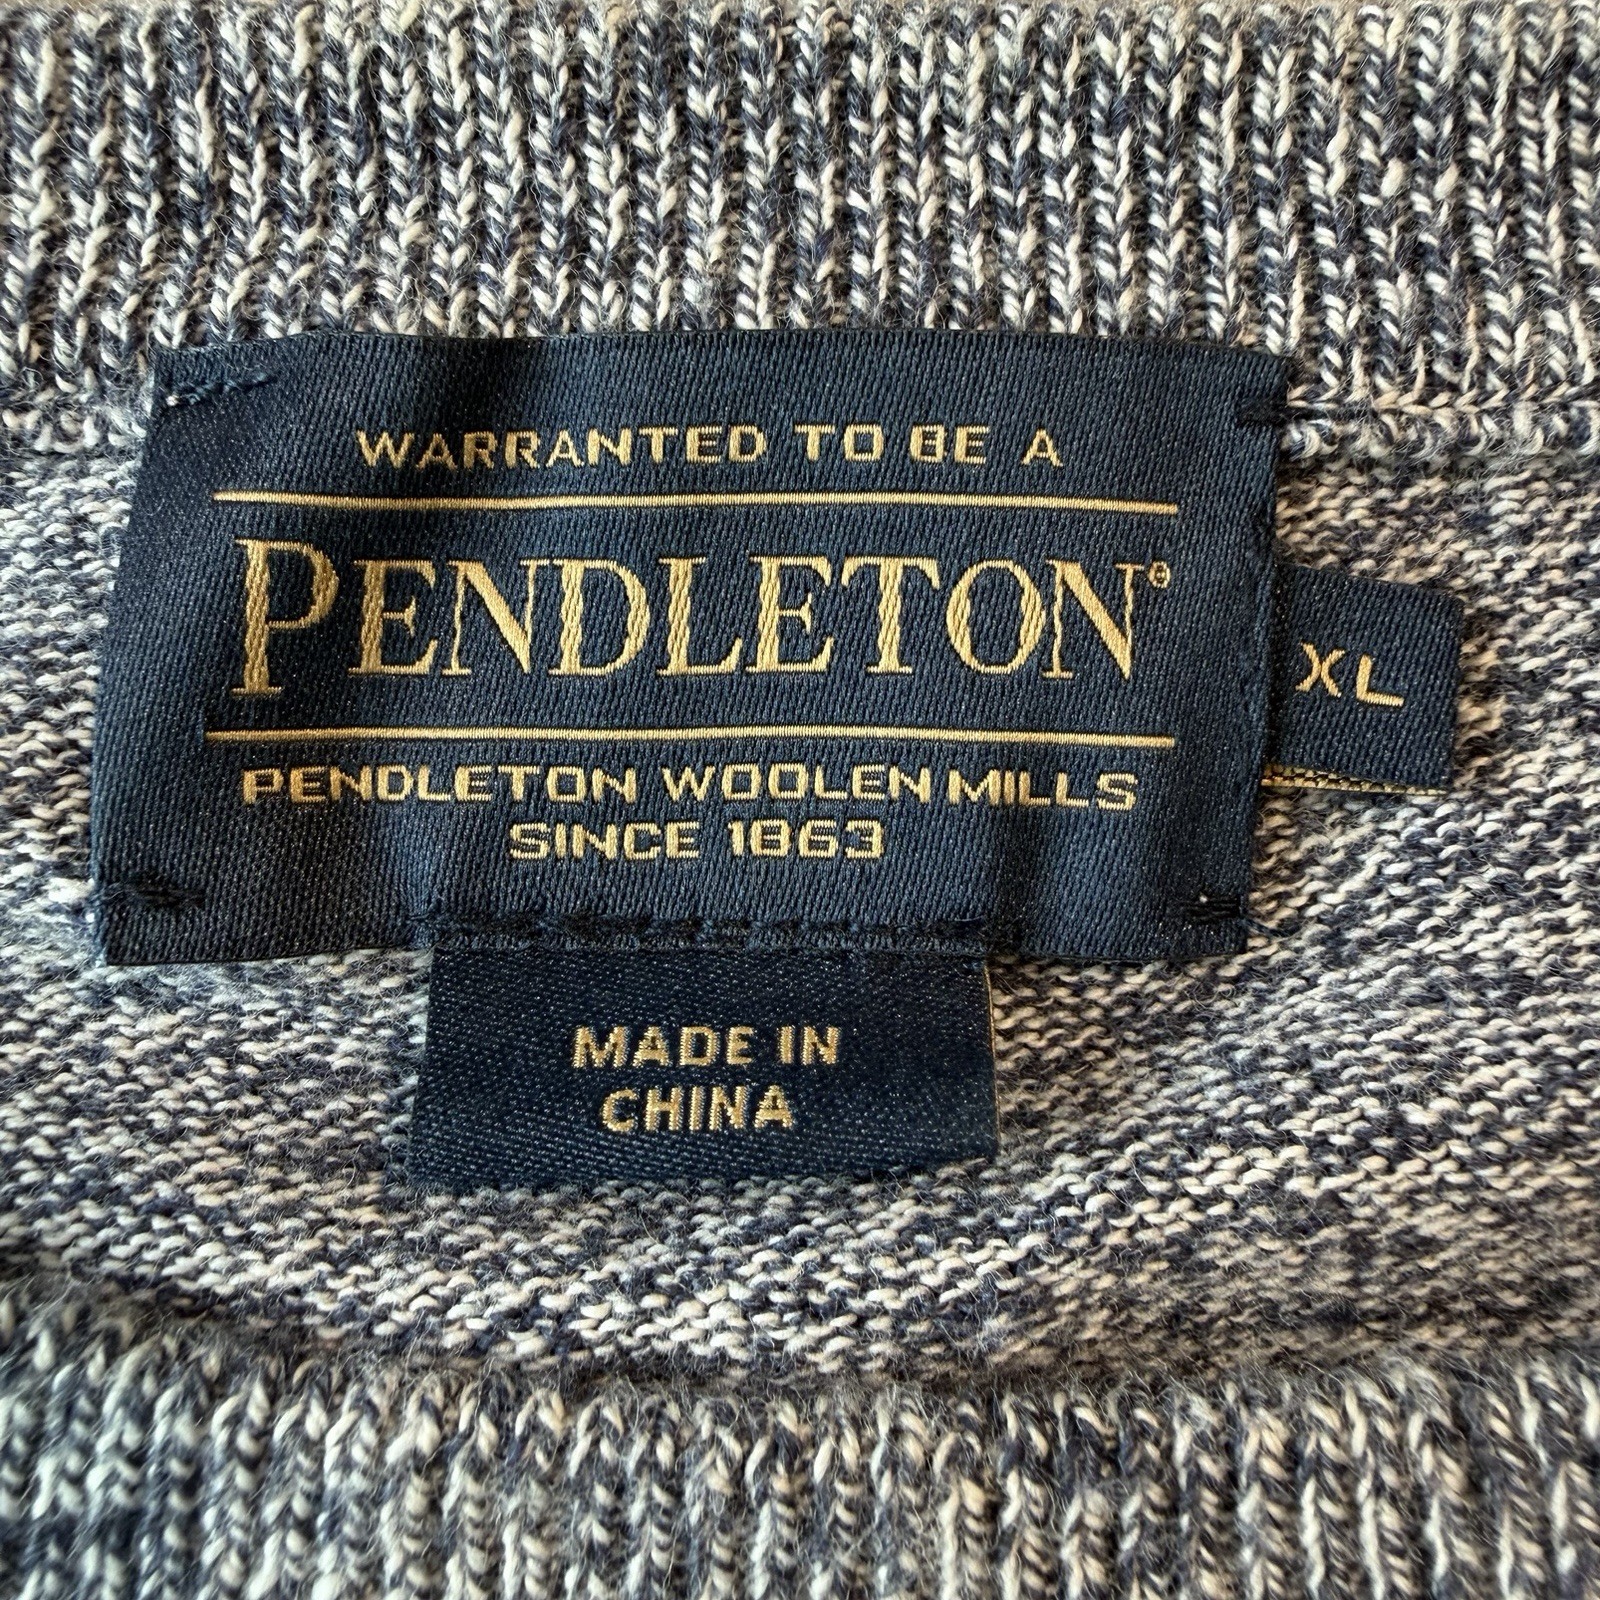 WARRANTED TO BE A
PENDLETON®
XL
PENDLETON WOOLEN MILLS
SINCE 1863
MADE IN
CHINA